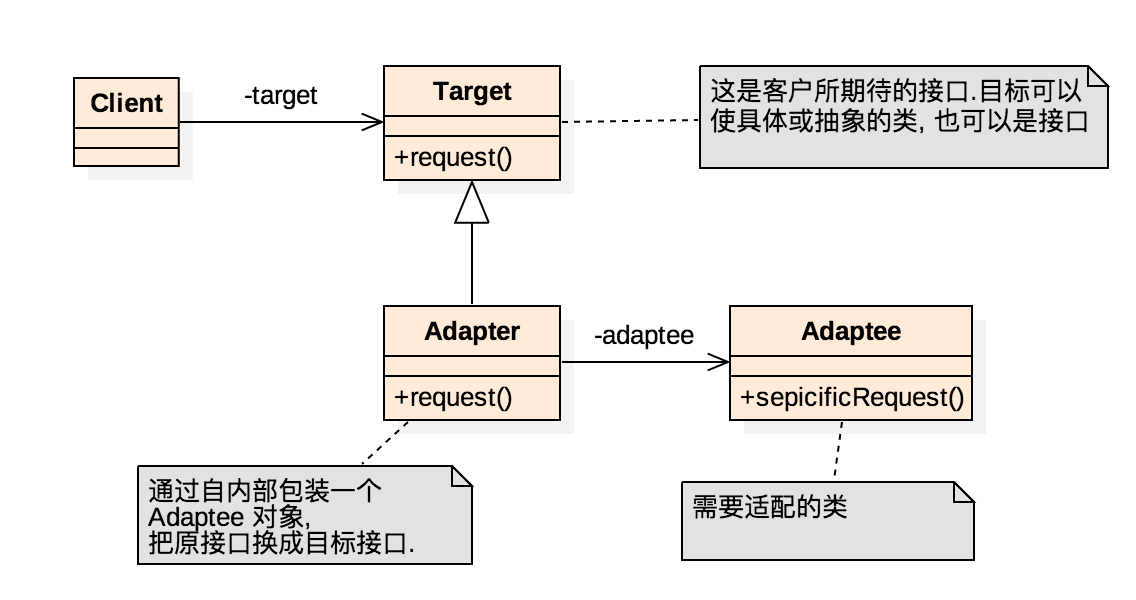 Client
-target
Target
+request()
这是客户所期待的接口.目标可以
使具体或抽象的类, 也可以是接口
Adapter
+request()
-adaptee
Adaptee
+sepicificRequest()
通过自内部包装一个
Adaptee 对象,
把原接口换成目标接口.
需要适配的类